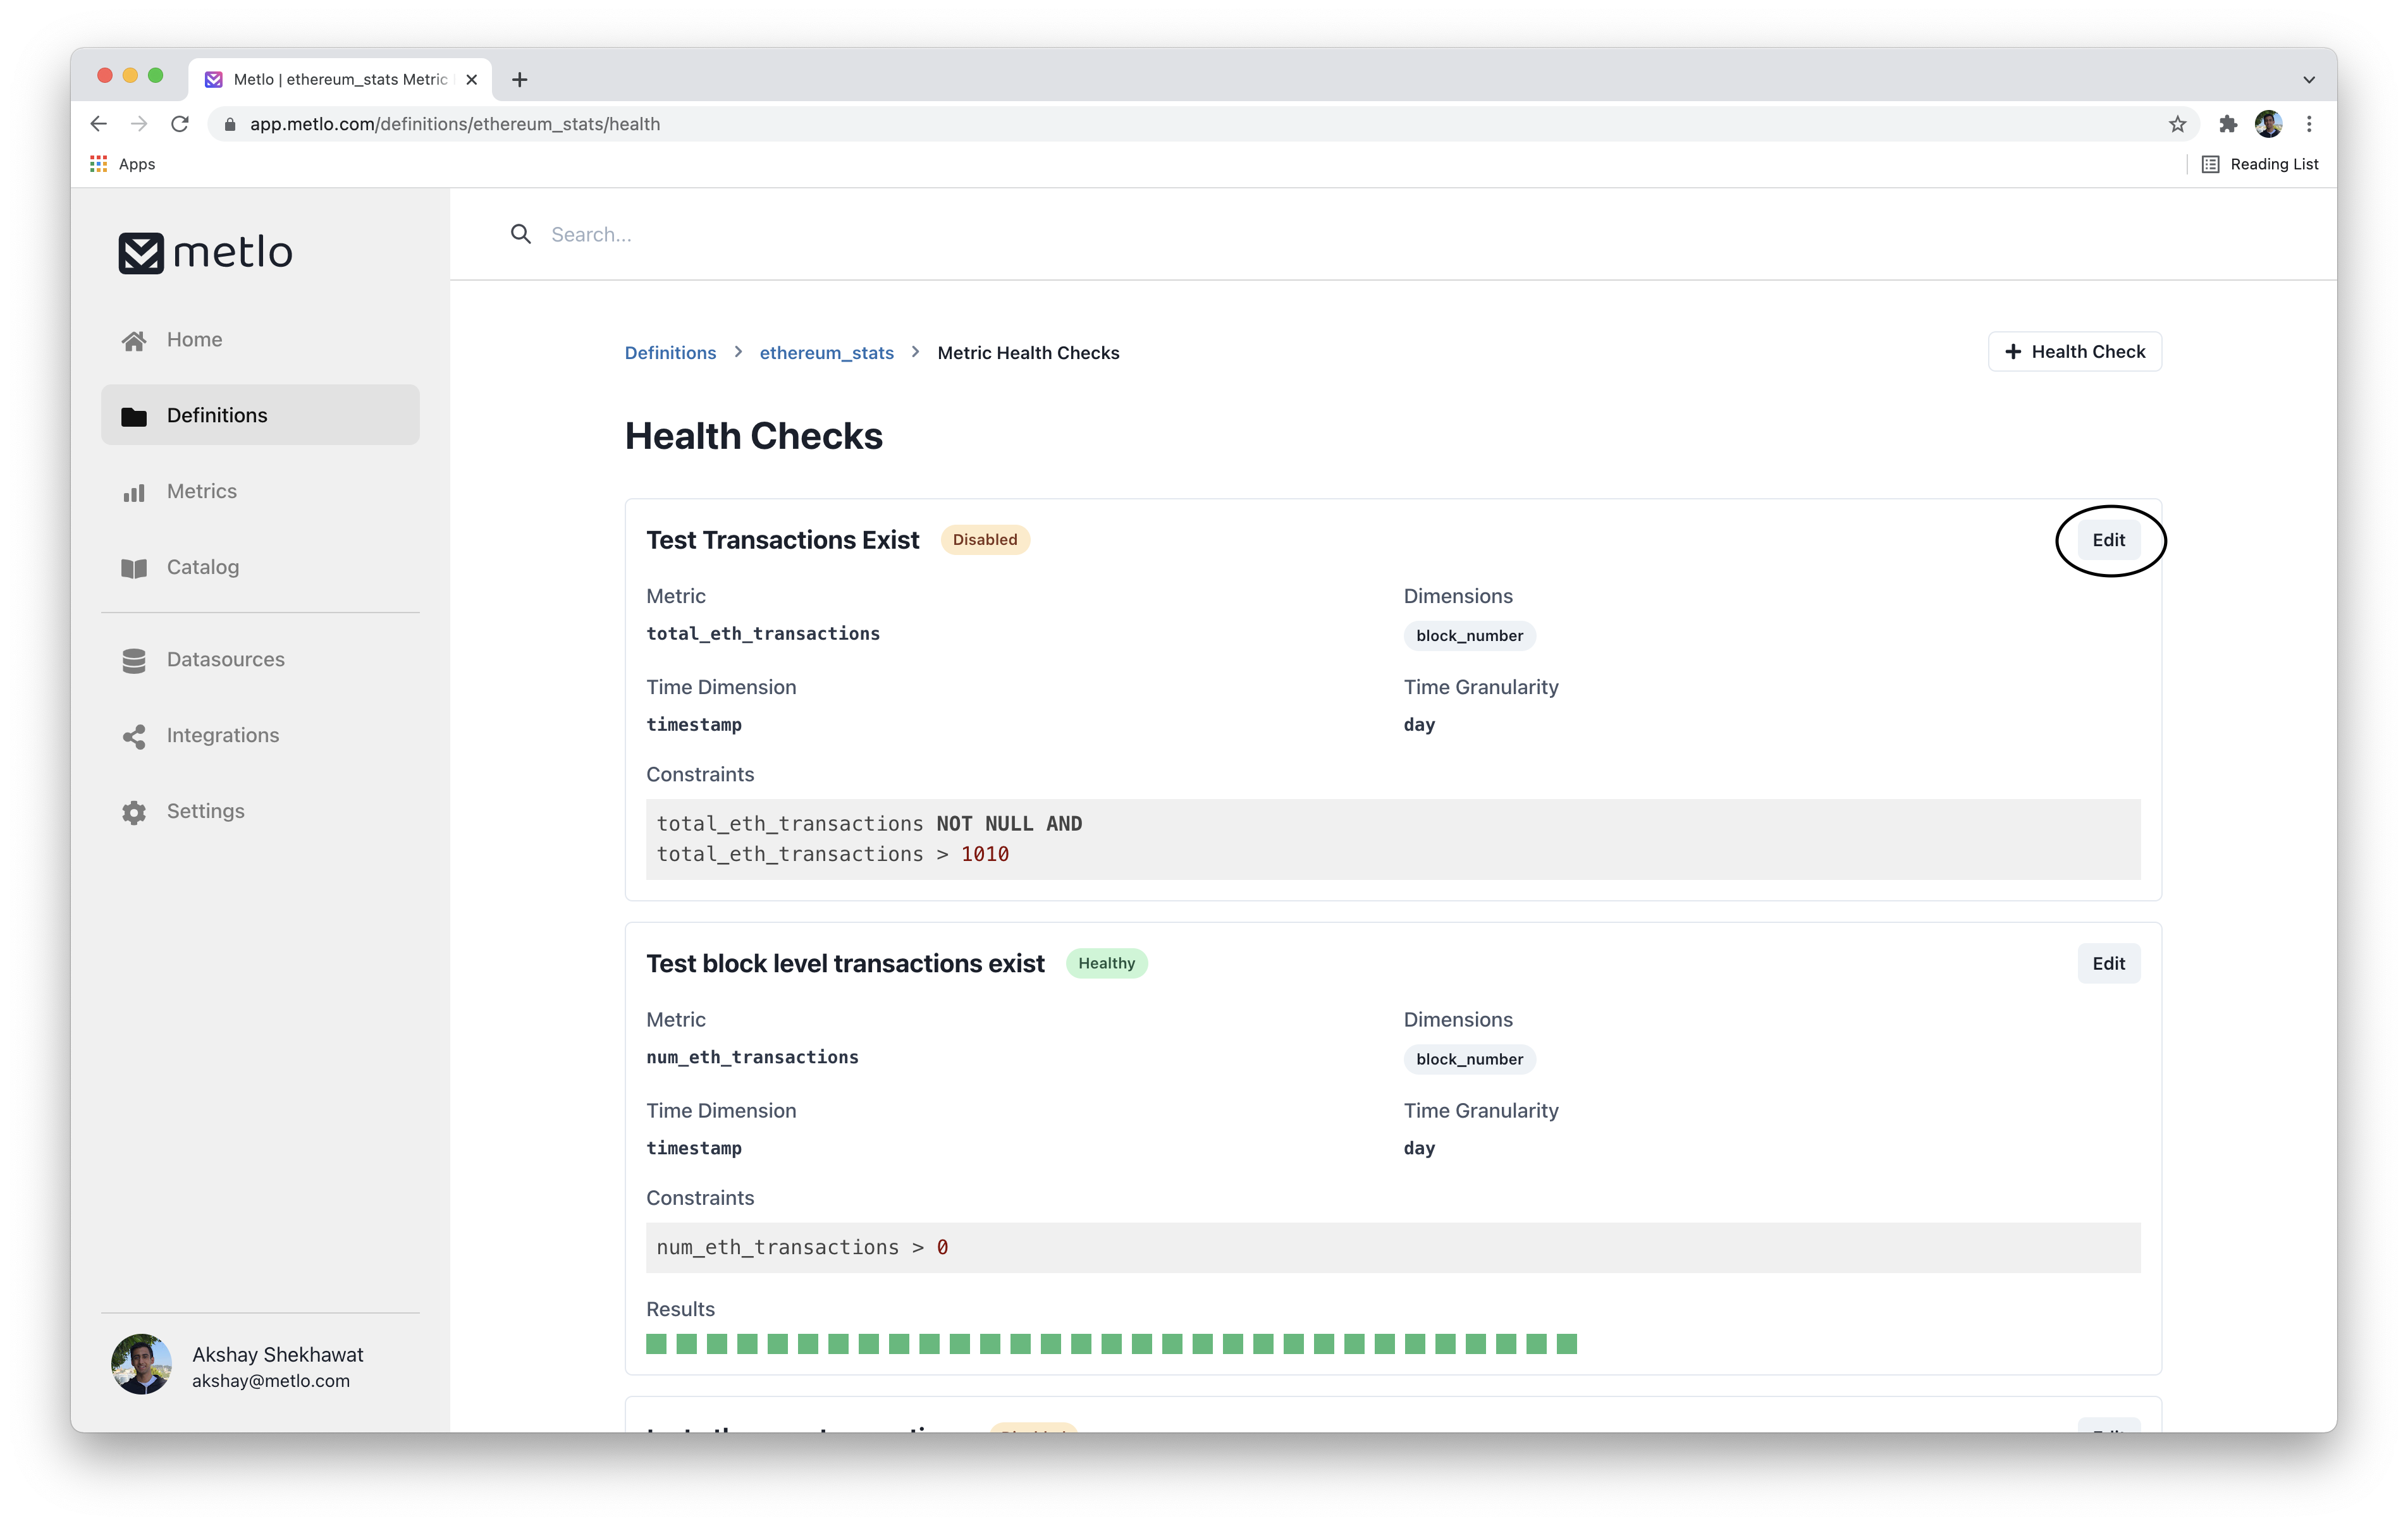 Metlo | ethereum_stats Metric
app.metlo.com/definitions/ethereum_stats/health
Apps
Reading List
metlo
Search...
Home
Definitions
Metrics
Catalog
Datasources
Integrations
Settings
Akshay Shekhawat
akshay@metlo.com
Definitions > ethereum_stats > Metric Health Checks
+ Health Check
Health Checks
Test Transactions Exist Disabled
Edit
Metric
total_eth_transactions
Dimensions
block_number
Time Dimension
timestamp
Time Granularity
day
Constraints
total_eth_transactions NOT NULL AND
total_eth_transactions > 1010
Test block level transactions exist Healthy
Edit
Metric
num_eth_transactions
Dimensions
block_number
Time Dimension
timestamp
Time Granularity
day
Constraints
num_eth_transactions > 0
Results